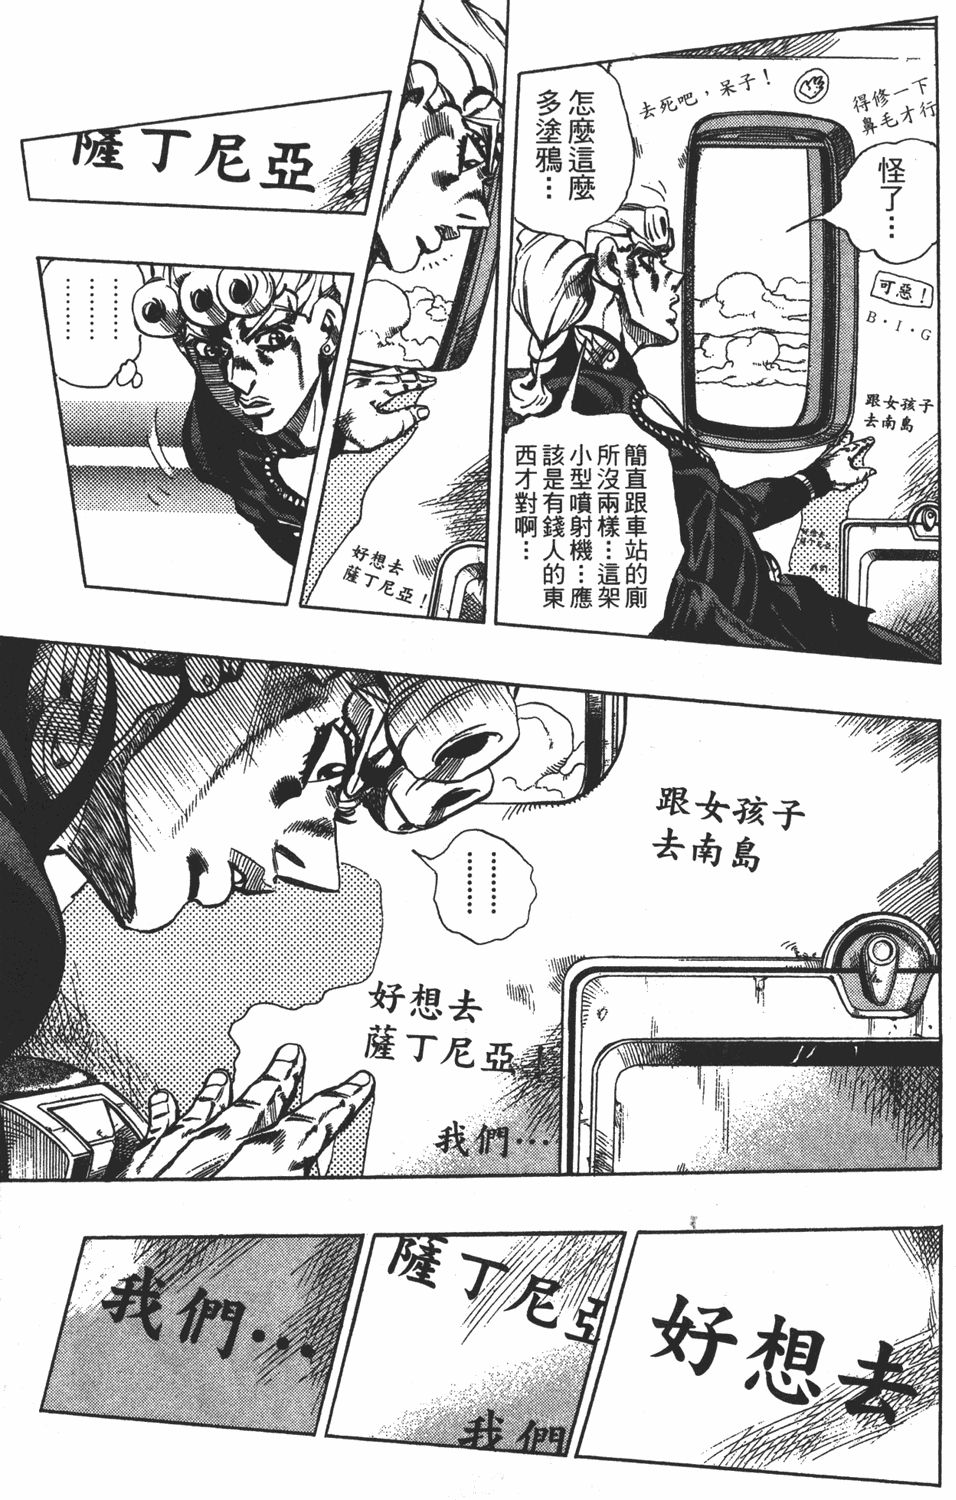 怪了…
怎麼這麼
多塗鴉…
去死吧，呆子！
得修一下
鼻毛才行
可惡！
B・I・G
跟女孩子
去南島
簡直跟車站的廁
所沒兩樣…這架
小型噴射機…應
該是有錢人的東
西才對啊…
我們
好想去
薩丁尼亞！
薩丁尼亞！
………
………
跟女孩子
去南島
………
………
好想去
薩丁尼亞！
我們…
好想去
薩丁尼亞
我們
我們…